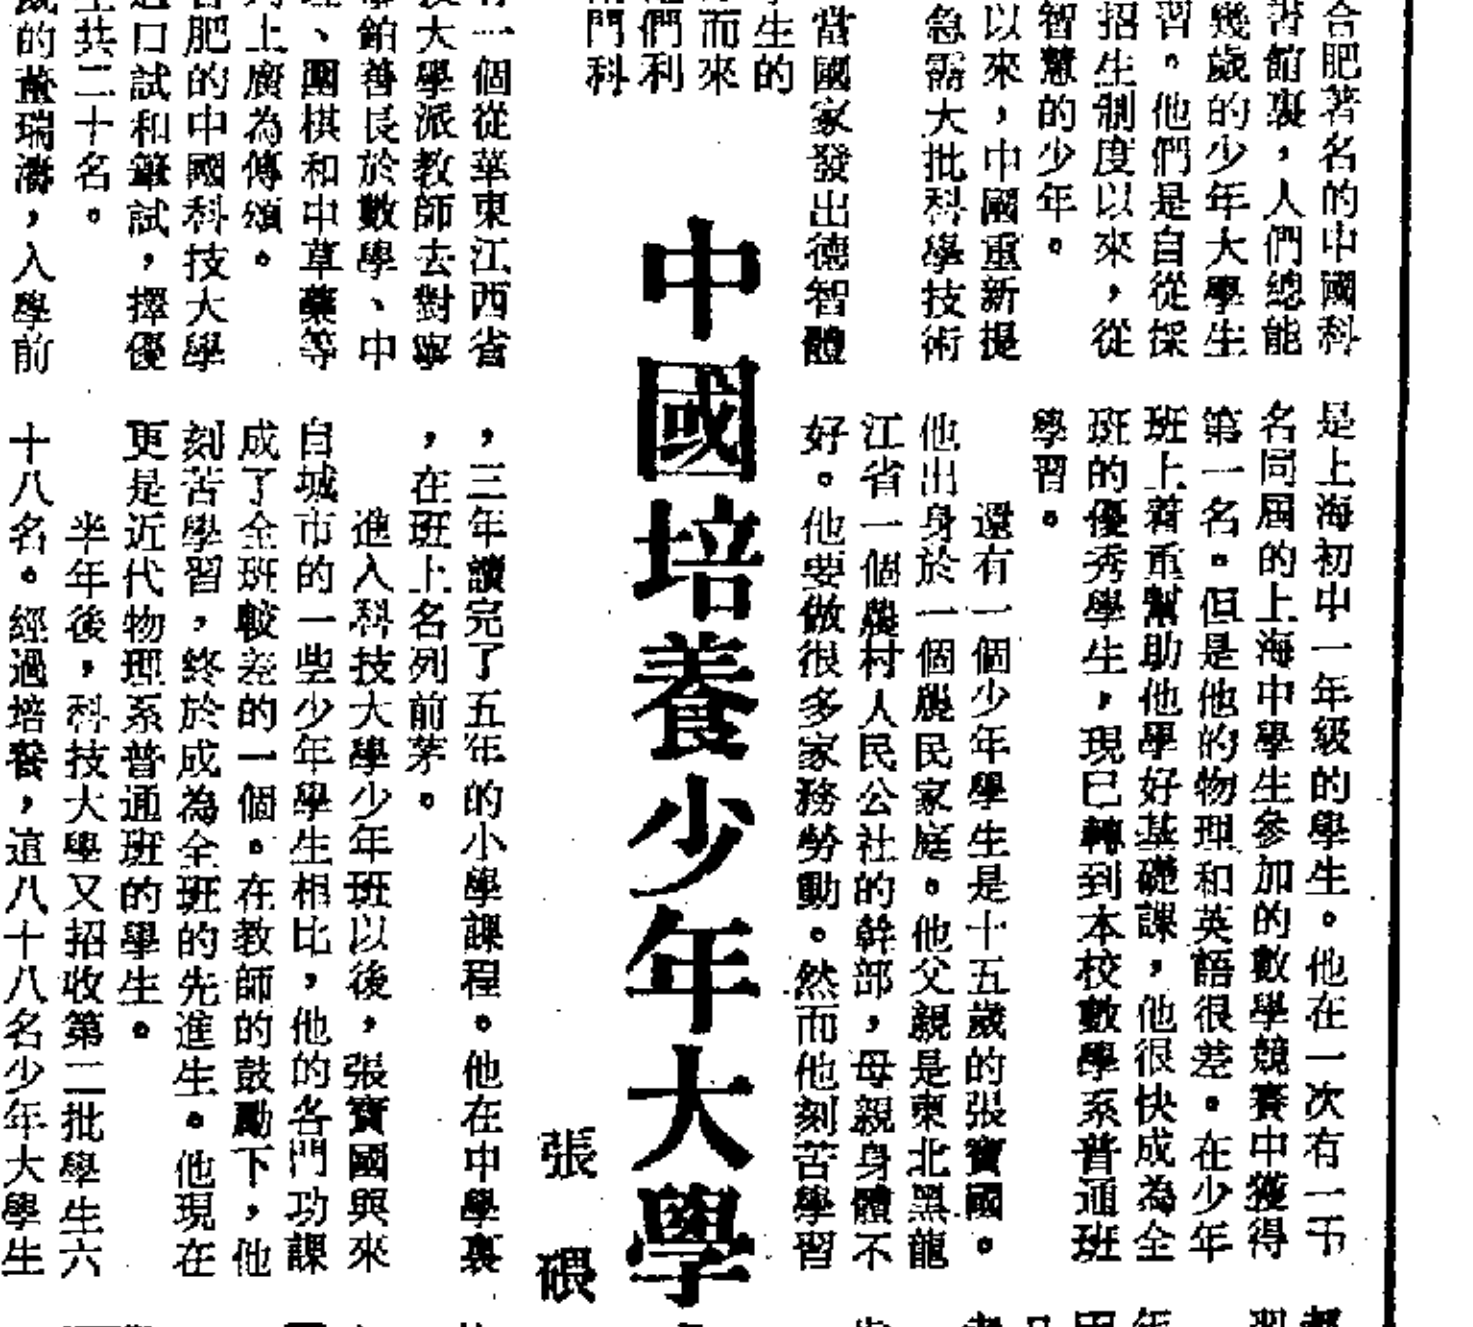 中國培養少年大學
張 碨
合肥著名的中國科
書館裏，人們總能
幾歲的少年大學生
習。他們是自從採
招生制度以來，從
智慧的少年。
以來，中國重新提
急需大批科學技術
當國家發出德智體
生的
而來
們利
門科
一個從華東江西省
大學派教師去對寧
鉑善長於數學、中
、圍棋和中草藥等
上廣為傳頌。
肥的中國科技大學
口試和筆試，擇優
共二十名。
的董瑞濤，入學前
是上海初中一年級的學生。他在一次有一千
名同屆的上海中學生參加的數學競賽中獲得
第一名。但是他的物理和英語很差。在少年
班上着重幫助他學好基礎課，他很快成為全
班的優秀學生，現已轉到本校數學系普通班
學習。
還有一個少年學生是十五歲的張寶國。
他出身於一個農民家庭。他父親是東北黑龍
江省一個農村人民公社的幹部，母親身體不
好。他要做很多家務勞動。然而他刻苦學習
，三年讀完了五年的小學課程。他在中學裏
，在班上名列前茅。
進入科技大學少年班以後，張寶國與來
自城市的一些少年學生相比，他的各門功課
成了全班較差的一個。在教師的鼓勵下，他
刻苦學習，終於成為全班的先進生。他現在
更是近代物理系普通班的學生。
半年後，科技大學又招收第二批學生六
十八名。經過培養，這八十八名少年大學生